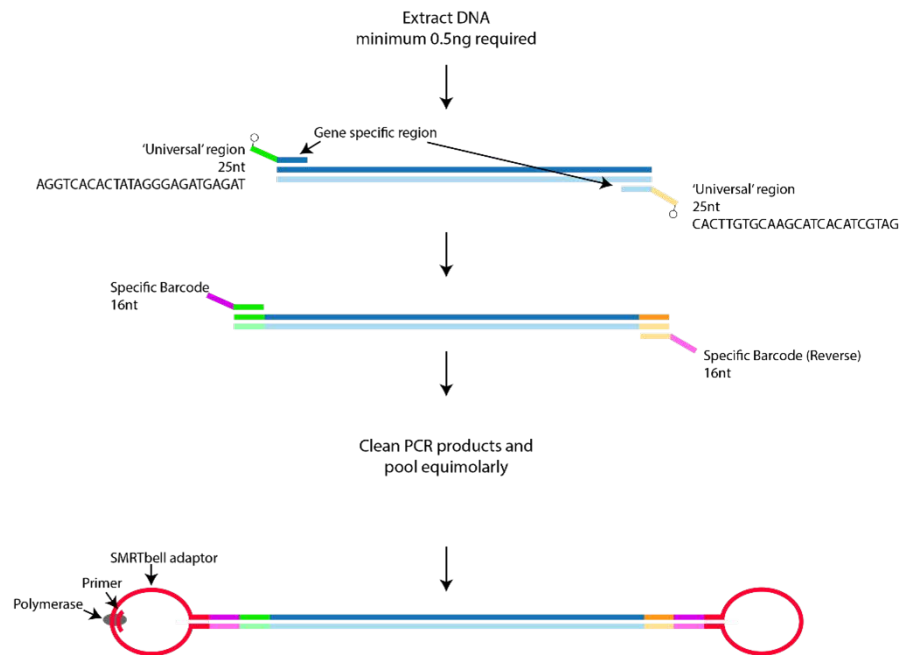 Extract DNA
minimum 0.5ng required
'Universal' region
25nt
AGGTCACACTATAGGGAGATGAGAT
Gene specific region
'Universal' region
25nt
CACTTGTGCAAGCATCACATCGTAG
Specific Barcode
16nt
Specific Barcode (Reverse)
16nt
Clean PCR products and
pool equimolarly
SMRTbell adaptor
Primer
Polymerase